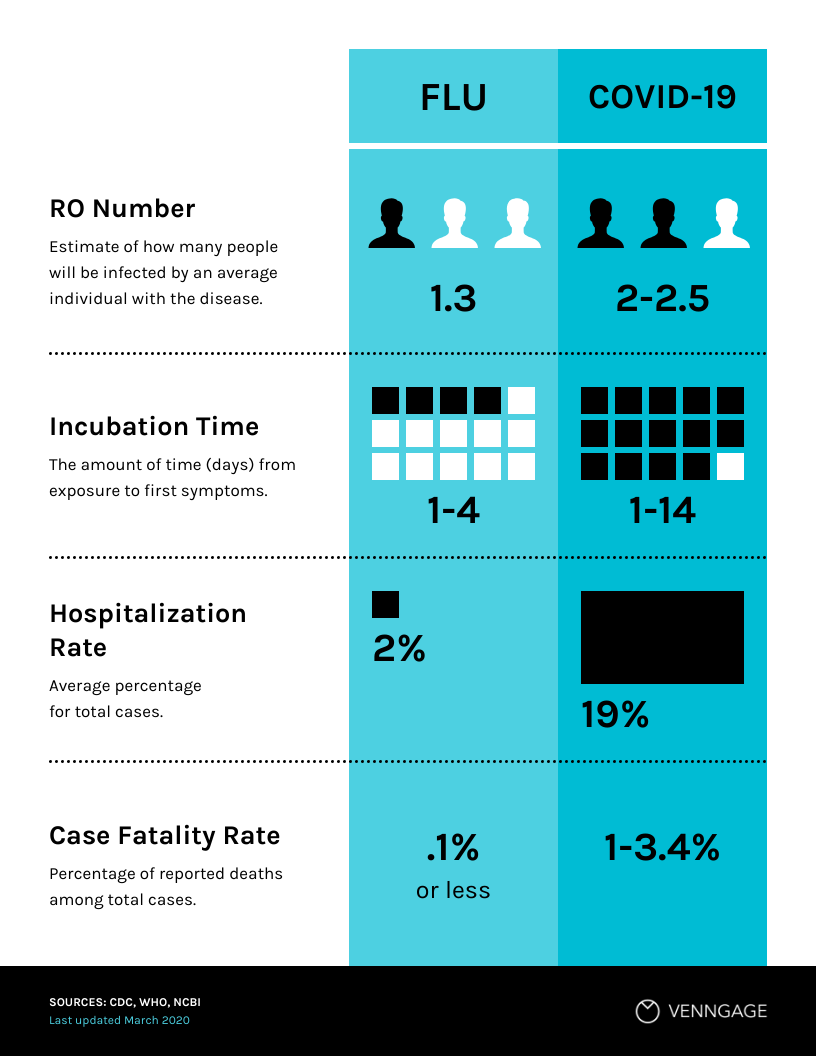 FLU
COVID-19
RO Number
Estimate of how many people
will be infected by an average
individual with the disease.
1.3
2-2.5
Incubation Time
The amount of time (days) from
exposure to first symptoms.
1-4
1-14
Hospitalization
Rate
Average percentage
for total cases.
2%
19%
Case Fatality Rate
Percentage of reported deaths
among total cases.
.1%
or less
1-3.4%
SOURCES: CDC, WHO, NCBI
Last updated March 2020
VENNGAGE